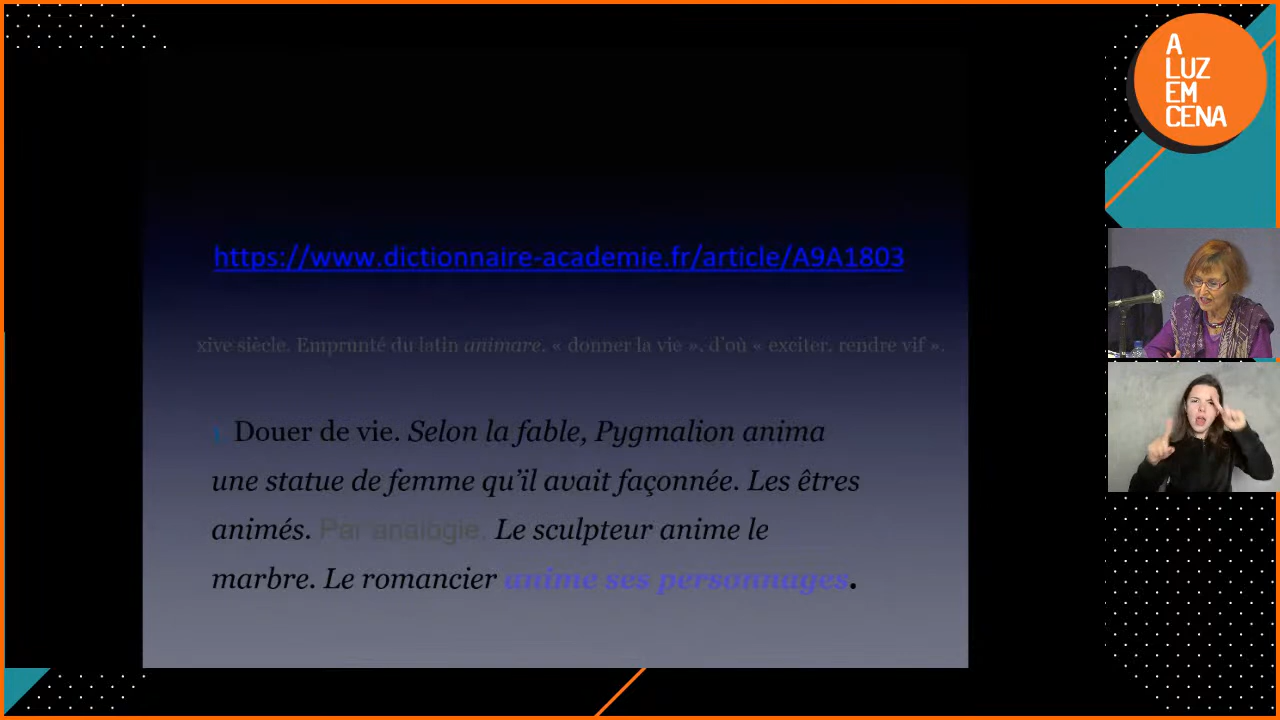 A
LUZ
EM
CENA
https://www.dictionnaire-academie.fr/article/A9A1803
xive siècle. Emprunté du latin animare, « donner la vie », d'où « exciter, rendre vif ».
1. Douer de vie. Selon la fable, Pygmalion anima
une statue de femme qu'il avait façonnée. Les êtres
animés. Par analogie. Le sculpteur anime le
marbre. Le romancier anime ses personnages.